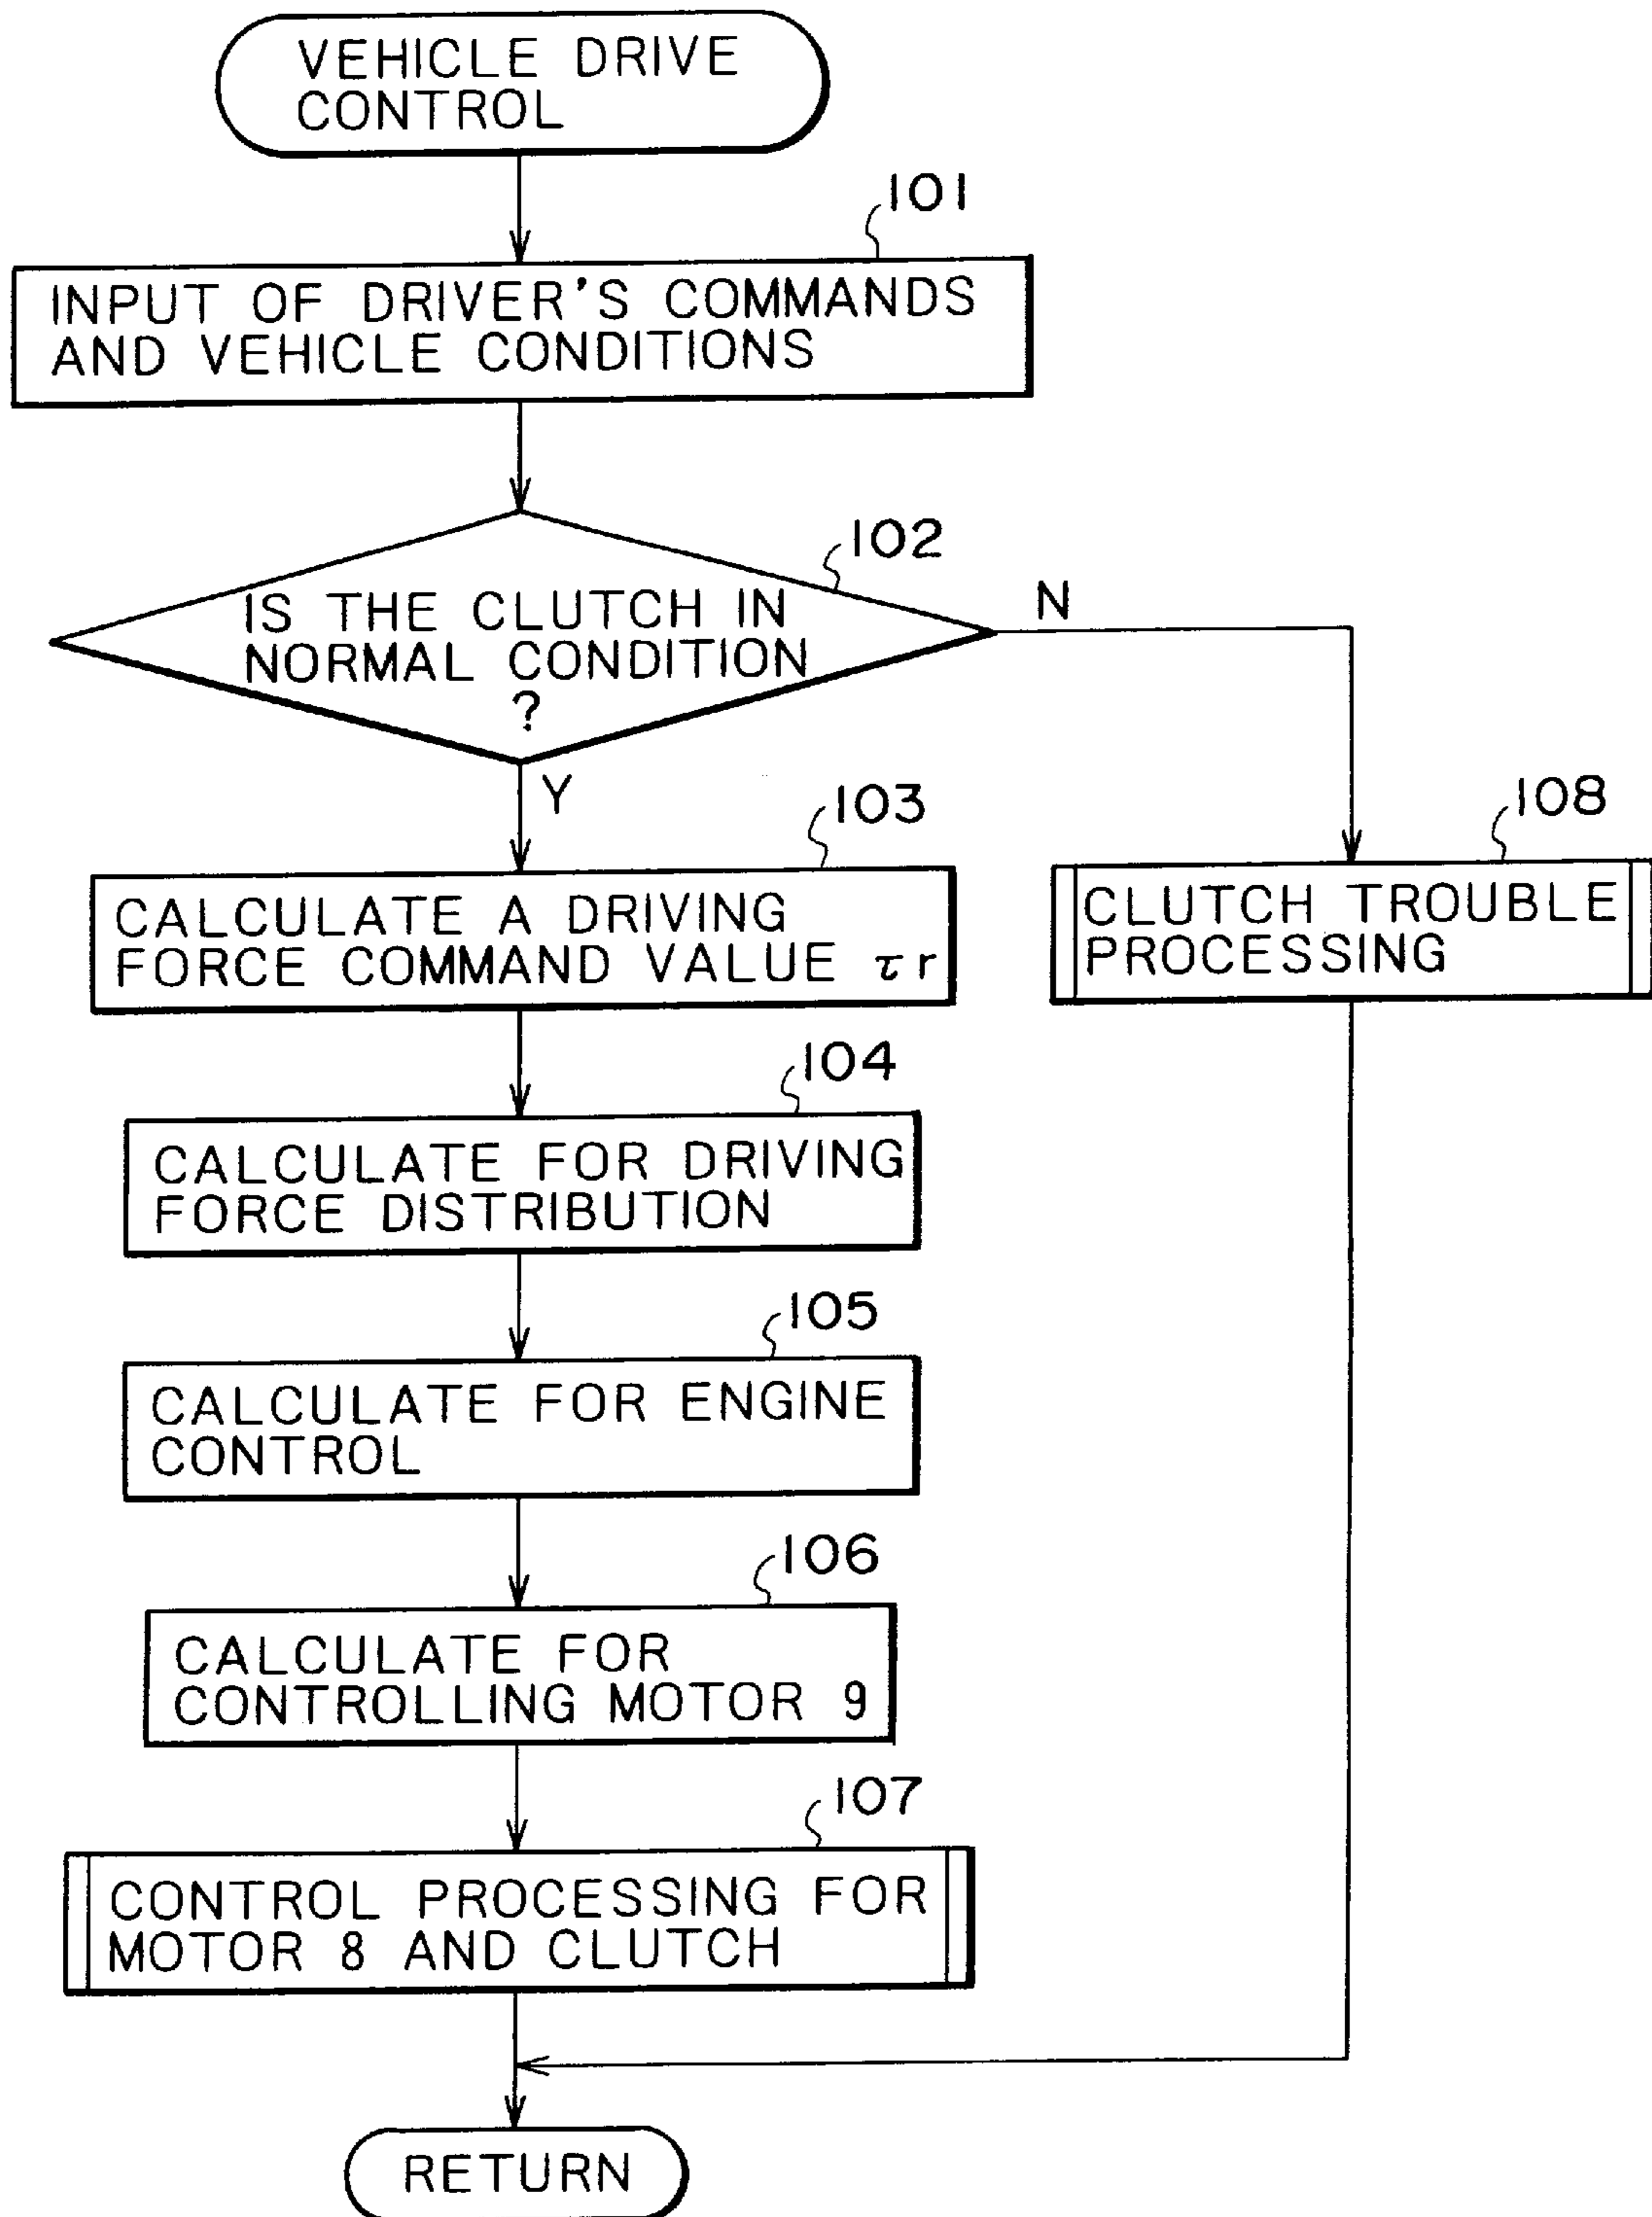 VEHICLE DRIVE
CONTROL
101
INPUT OF DRIVER'S COMMANDS
AND VEHICLE CONDITIONS
102
IS THE CLUTCH IN
NORMAL CONDITION
?
N
Y
103
CALCULATE A DRIVING
FORCE COMMAND VALUE τr
108
CLUTCH TROUBLE
PROCESSING
104
CALCULATE FOR DRIVING
FORCE DISTRIBUTION
105
CALCULATE FOR ENGINE
CONTROL
106
CALCULATE FOR
CONTROLLING MOTOR 9
107
CONTROL PROCESSING FOR
MOTOR 8 AND CLUTCH
RETURN